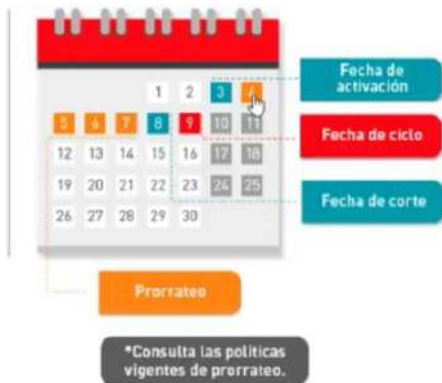 1 2 3 4
5 6 7 8 9 10 11
12 13 14 15 16 17 18
19 20 21 22 23 24 25
26 27 28 29 30
Fecha de
activación
Fecha de ciclo
Fecha de corte
Prorrateo
*Consulta las políticas
vigentes de prorrateo.